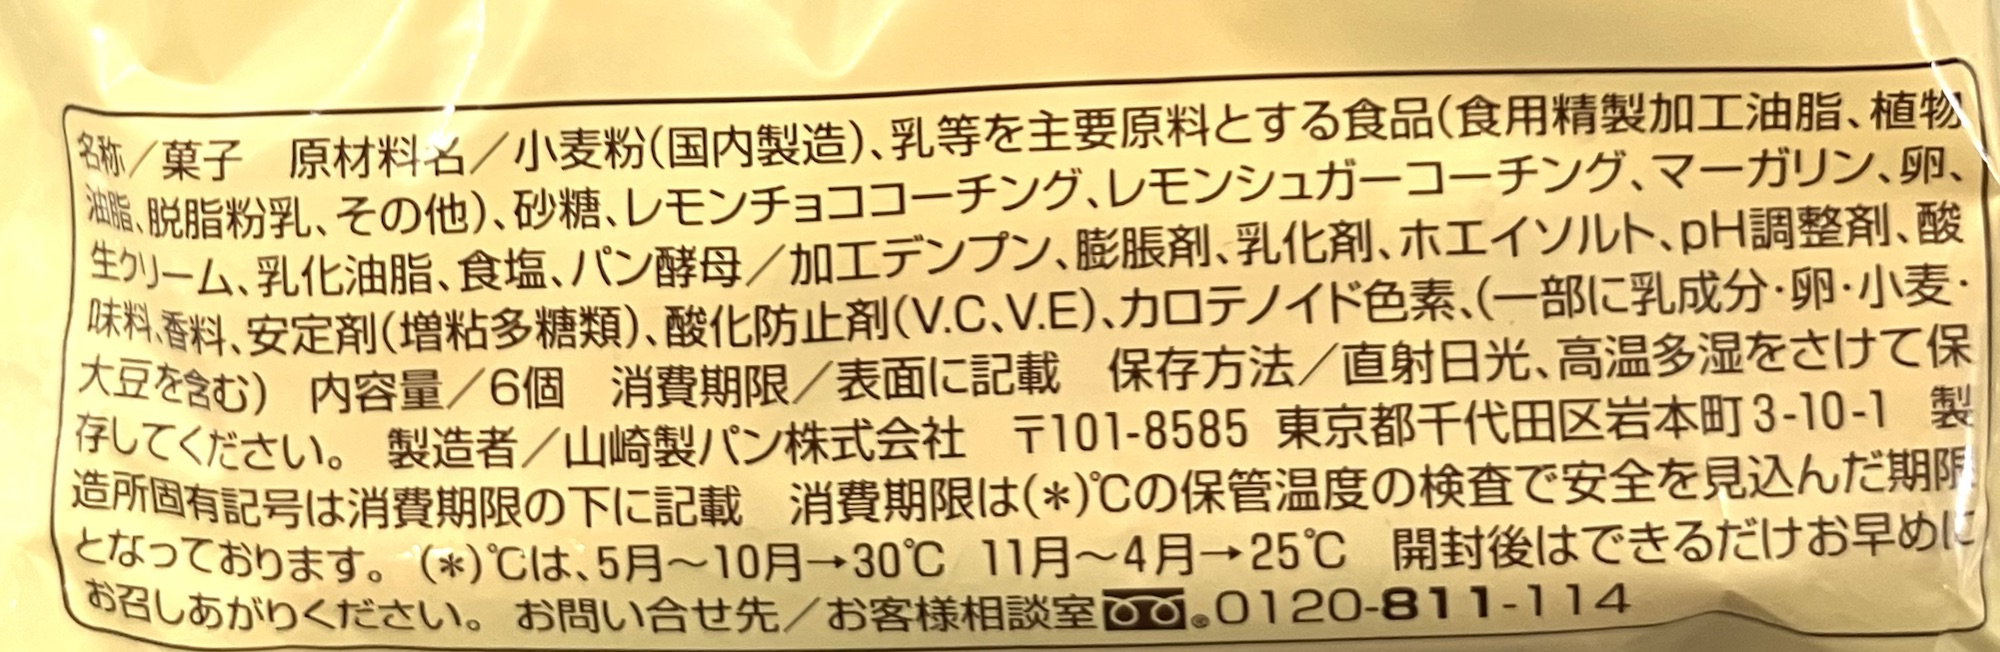 名称／菓子　原材料名／小麦粉(国内製造)、乳等を主要原料とする食品(食用精製加工油脂、植物
油脂、脱脂粉乳、その他)、砂糖、レモンチョココーチング、レモンシュガーコーチング、マーガリン、卵、
生クリーム、乳化油脂、食塩、パン酵母／加工デンプン、膨脹剤、乳化剤、ホエイソルト、pH調整剤、酸
味料、香料、安定剤(増粘多糖類)、酸化防止剤(V.C、V.E)、カロテノイド色素、(一部に乳成分・卵・小麦・
大豆を含む)　内容量／6個　消費期限／表面に記載　保存方法／直射日光、高温多湿をさけて保
存してください。　製造者／山崎製パン株式会社　〒101-8585 東京都千代田区岩本町3-10-1　製
造所固有記号は消費期限の下に記載　消費期限は(＊)℃の保管温度の検査で安全を見込んだ期限
となっております。 (＊)℃は、5月～10月→30℃　11月～4月→25℃　開封後はできるだけお早めに
お召しあがりください。　お問い合せ先／お客様相談室 ®0120-811-114